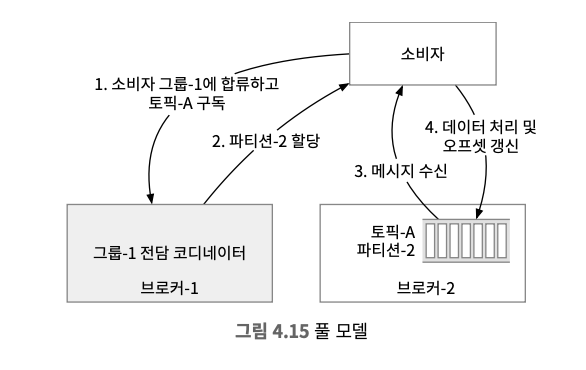 소비자
1. 소비자 그룹-1에 합류하고
토픽-A 구독
2. 파티션-2 할당
4. 데이터 처리 및
오프셋 갱신
3. 메시지 수신
그룹-1 전담 코디네이터
브로커-1
토픽-A
파티션-2
브로커-2
그림 4.15 풀 모델